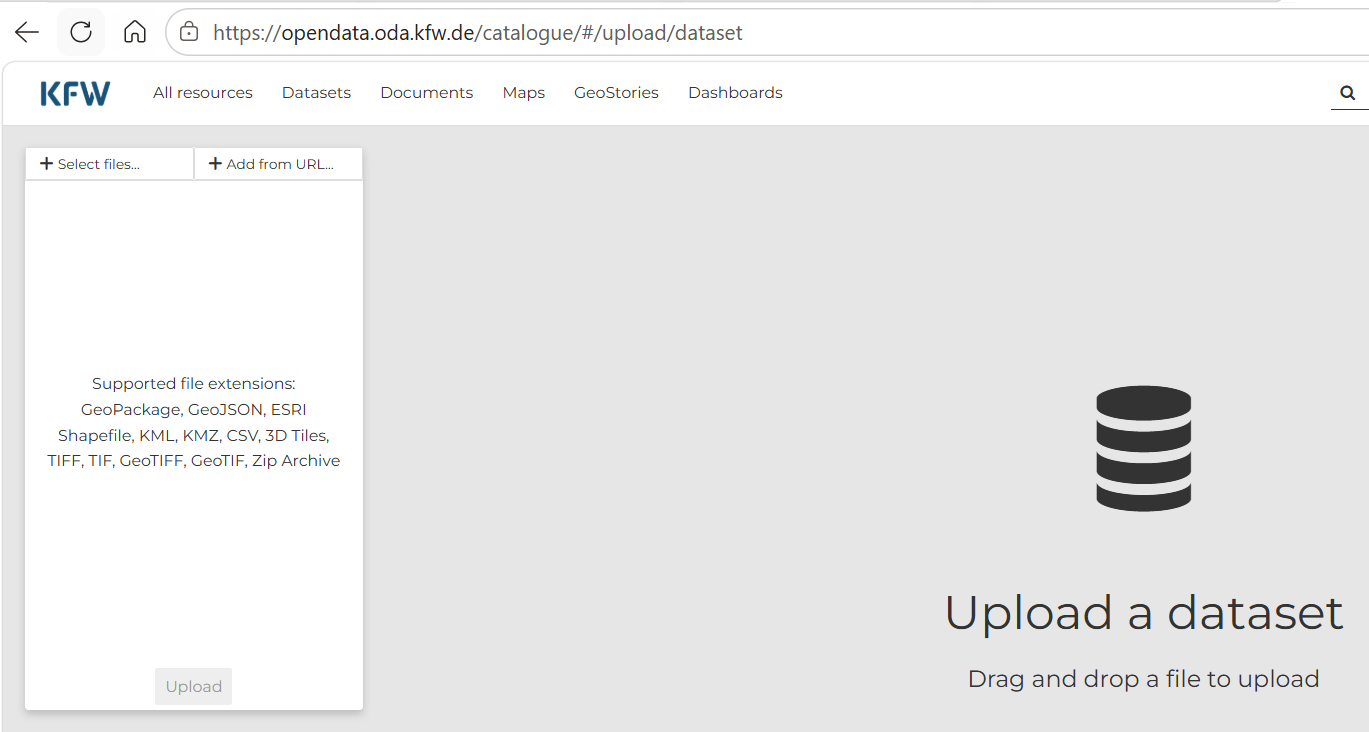 https://opendata.oda.kfw.de/catalogue/#/upload/dataset
KFW All resources Datasets Documents Maps GeoStories Dashboards
+ Select files... + Add from URL...
Supported file extensions:
GeoPackage, GeoJSON, ESRI
Shapefile, KML, KMZ, CSV, 3D Tiles,
TIFF, TIF, GeoTIFF, GeoTIF, Zip Archive
Upload a dataset
Drag and drop a file to upload
Upload